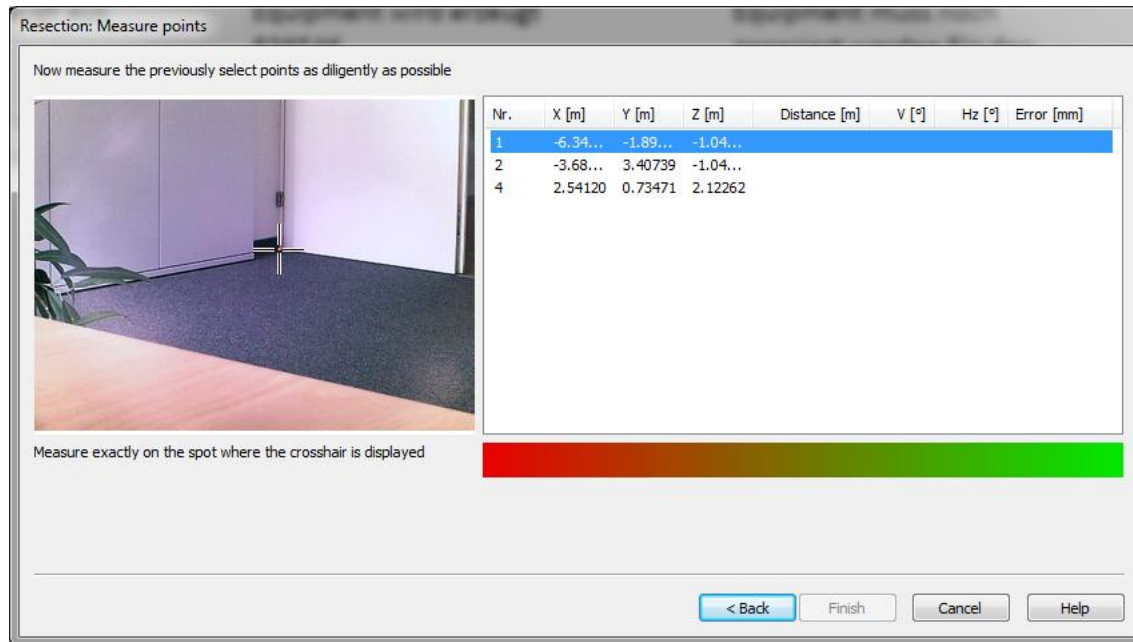 Resection: Measure points
Now measure the previously select points as diligently as possible
Nr. X [m] Y [m] Z [m] Distance [m] V [°] Hz [°] Error [mm]
1 -6.34... -1.89... -1.04...
2 -3.68... 3.40739 -1.04...
4 2.54120 0.73471 2.12262
Measure exactly on the spot where the crosshair is displayed
< Back Finish Cancel Help